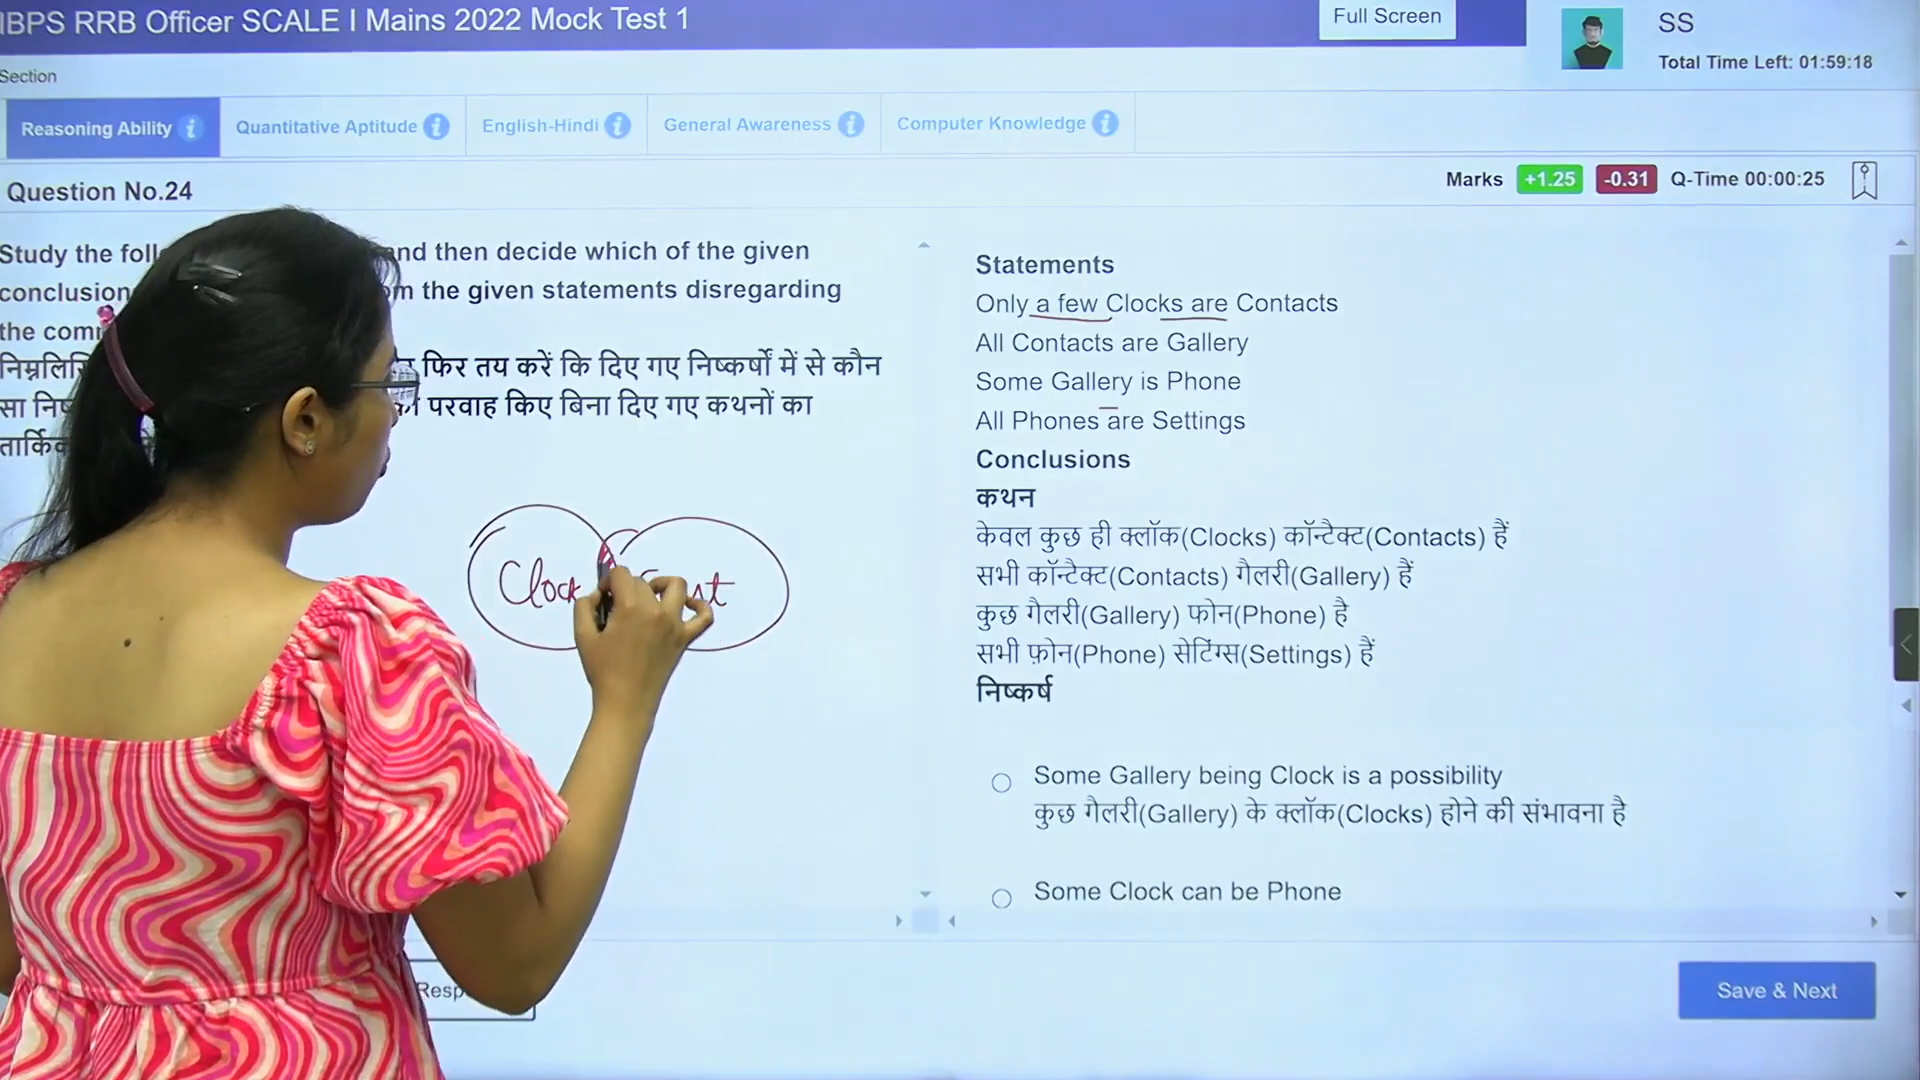 IBPS RRB Officer SCALE I Mains 2022 Mock Test 1
Full Screen
SS
Total Time Left: 01:59:18
Section
Reasoning Ability
Quantitative Aptitude
English-Hindi
General Awareness
Computer Knowledge
Question No.24
Marks +1.25 -0.31 Q-Time 00:00:25
Study the and then decide which of the given
conclusion the given statements disregarding
the
फिर तय करें कि दिए गए निष्कर्षों में से कौन
सा परवाह किए बिना दिए गए कथनों का
Clock
Statements
Only a few Clocks are Contacts
All Contacts are Gallery
Some Gallery is Phone
All Phones are Settings
Conclusions
कथन
केवल कुछ ही क्लॉक(Clocks) कॉन्टैक्ट(Contacts) हैं
सभी कॉन्टैक्ट(Contacts) गैलरी(Gallery) हैं
कुछ गैलरी(Gallery) फोन(Phone) है
सभी फ़ोन(Phone) सेटिंग्स(Settings) हैं
निष्कर्ष
Some Gallery being Clock is a possibility
कुछ गैलरी(Gallery) के क्लॉक(Clocks) होने की संभावना है
Some Clock can be Phone
Save & Next